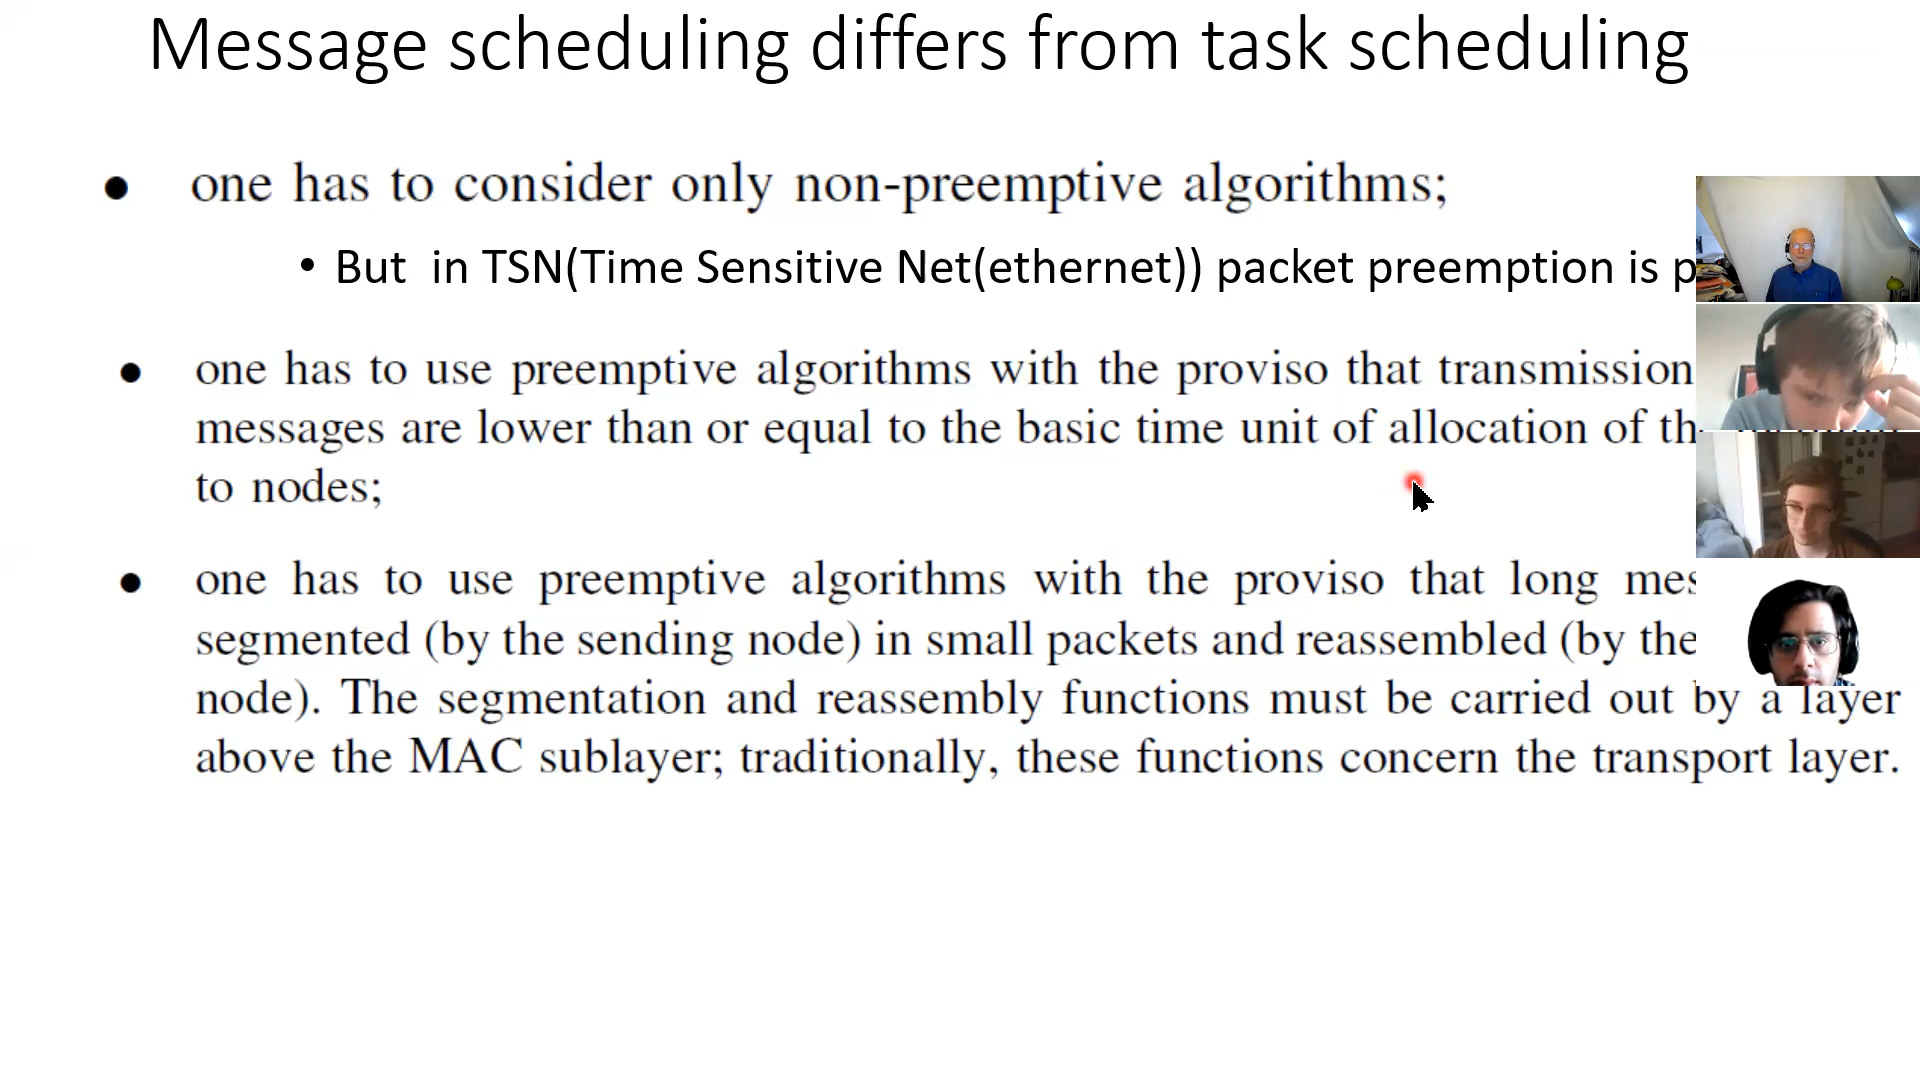 Message scheduling differs from task scheduling
● one has to consider only non-preemptive algorithms;
• But in TSN(Time Sensitive Net(ethernet)) packet preemption is
● one has to use preemptive algorithms with the proviso that transmission
messages are lower than or equal to the basic time unit of allocation of
to nodes;
● one has to use preemptive algorithms with the proviso that long
segmented (by the sending node) in small packets and reassembled (by the
node). The segmentation and reassembly functions must be carried out by a layer
above the MAC sublayer; traditionally, these functions concern the transport layer.